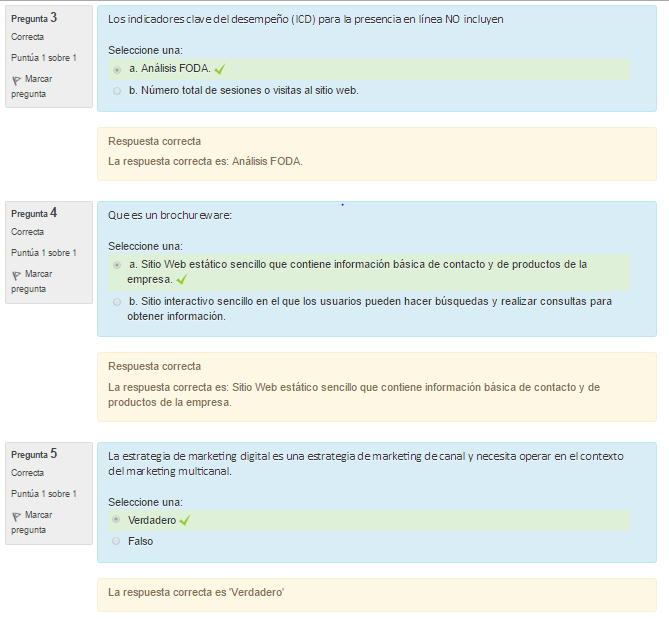 Pregunta 3
Correcta
Puntúa 1 sobre 1
Marcar
pregunta
Los indicadores clave del desempeño (ICD) para la presencia en línea NO incluyen
Seleccione una:
a. Análisis FODA.
b. Número total de sesiones o visitas al sitio web.
Respuesta correcta
La respuesta correcta es: Análisis FODA.
Pregunta 4
Correcta
Puntúa 1 sobre 1
Marcar
pregunta
Que es un brochureware:
Seleccione una:
a. Sitio Web estático sencillo que contiene información básica de contacto y de productos de la
empresa.
b. Sitio interactivo sencillo en el que los usuarios pueden hacer búsquedas y realizar consultas para
obtener información.
Respuesta correcta
La respuesta correcta es: Sitio Web estático sencillo que contiene información básica de contacto y de
productos de la empresa.
Pregunta 5
Correcta
Puntúa 1 sobre 1
Marcar
pregunta
La estrategia de marketing digital es una estrategia de marketing de canal y necesita operar en el contexto
del marketing multicanal.
Seleccione una:
Verdadero
Falso
La respuesta correcta es 'Verdadero'